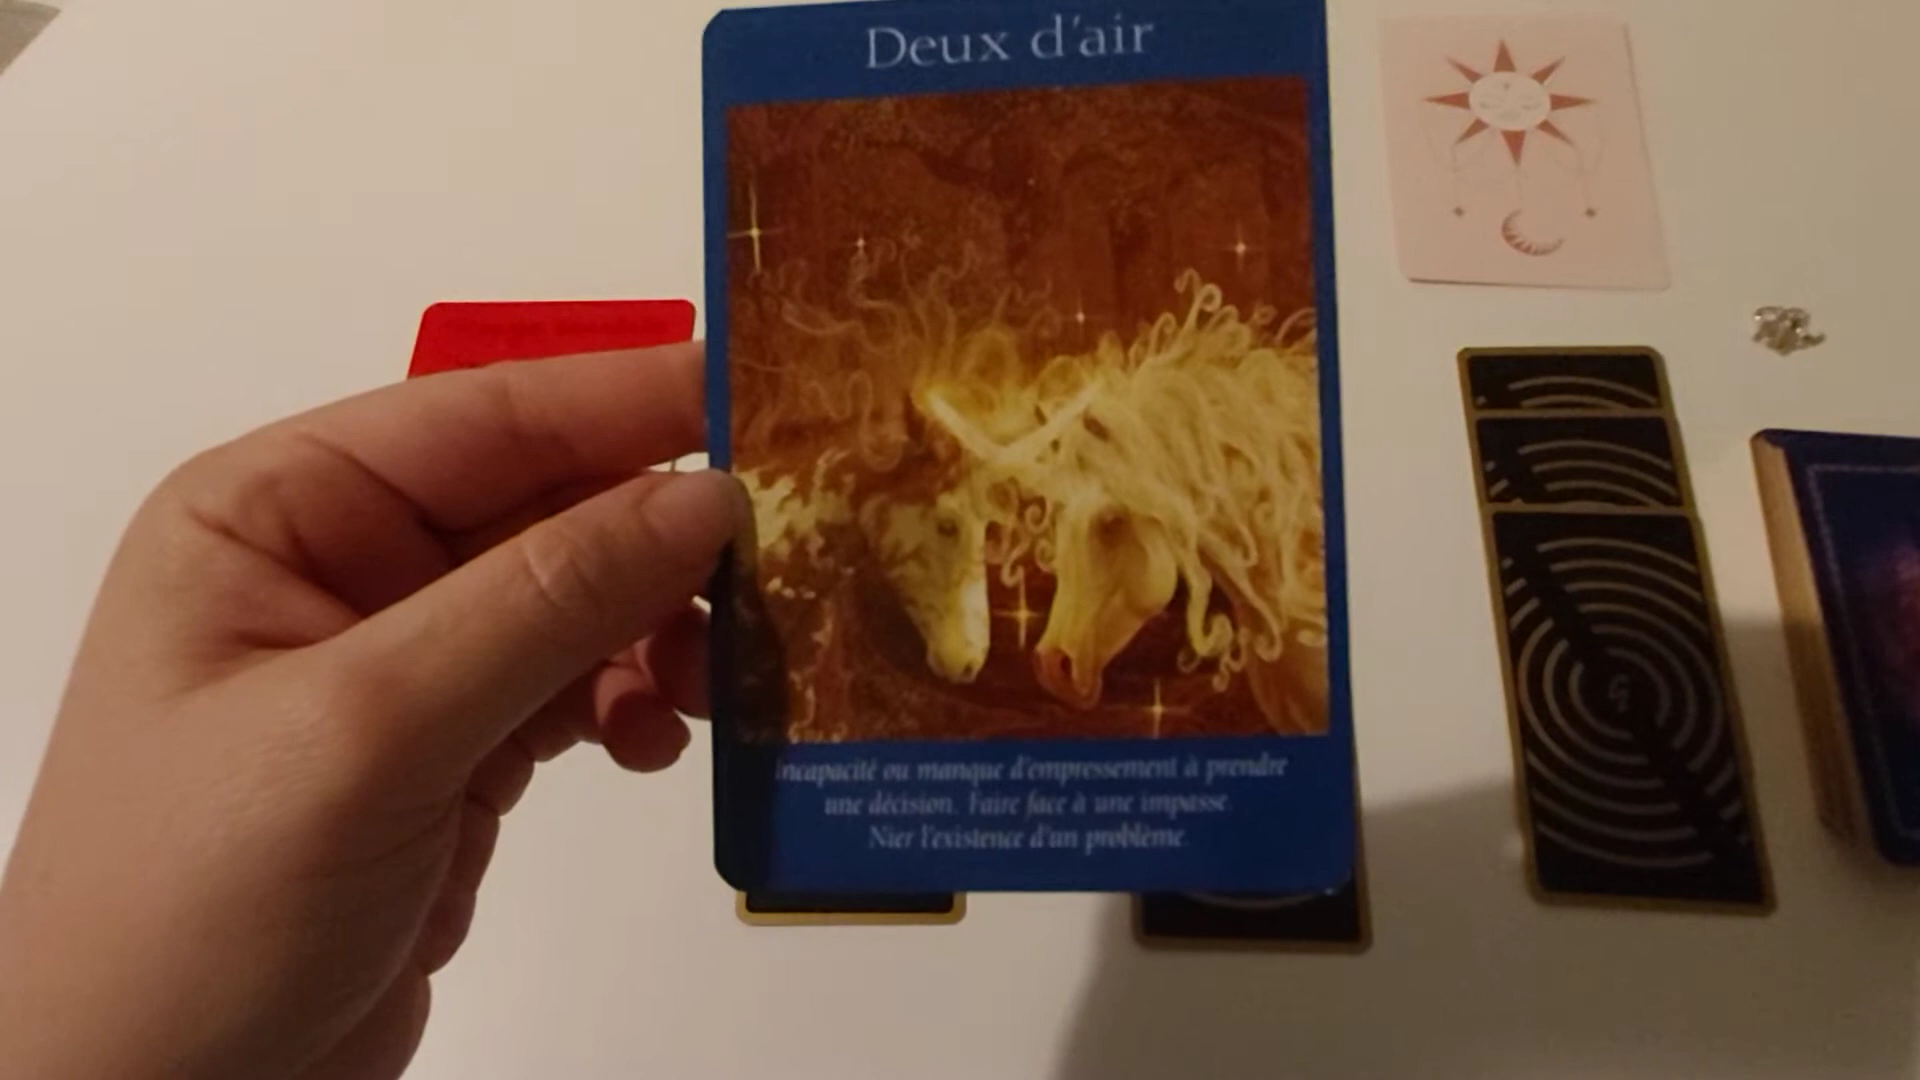 Deux d'air
Incapacité ou manque d'empressement à prendre
une décision. Faire face à une impasse.
Nier l'existence d'un problème.